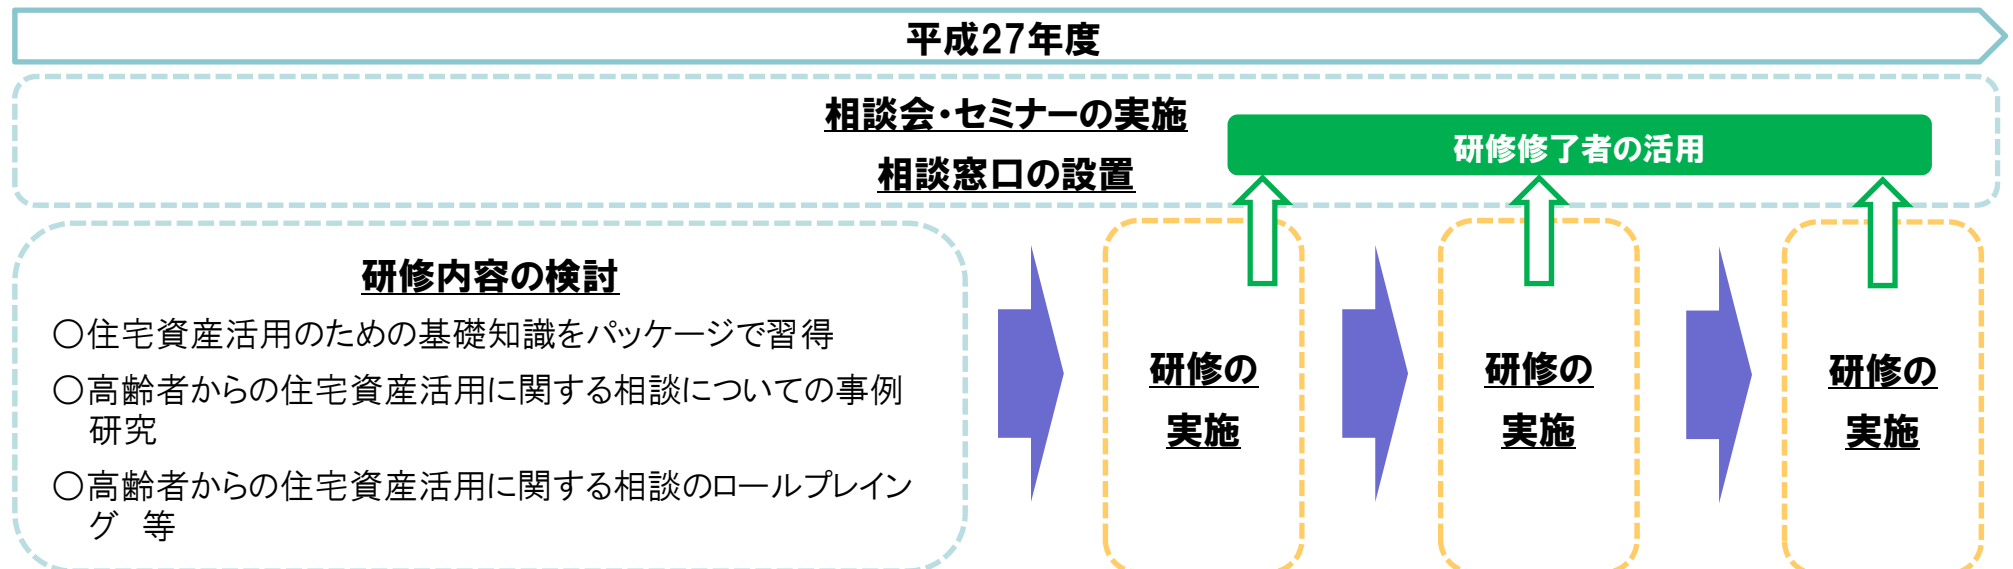 平成27年度
相談会・セミナーの実施
相談窓口の設置
研修修了者の活用
研修内容の検討
○住宅資産活用のための基礎知識をパッケージで習得
○高齢者からの住宅資産活用に関する相談についての事例
研究
○高齢者からの住宅資産活用に関する相談のロールプレイン
グ　等
研修の
実施
研修の
実施
研修の
実施